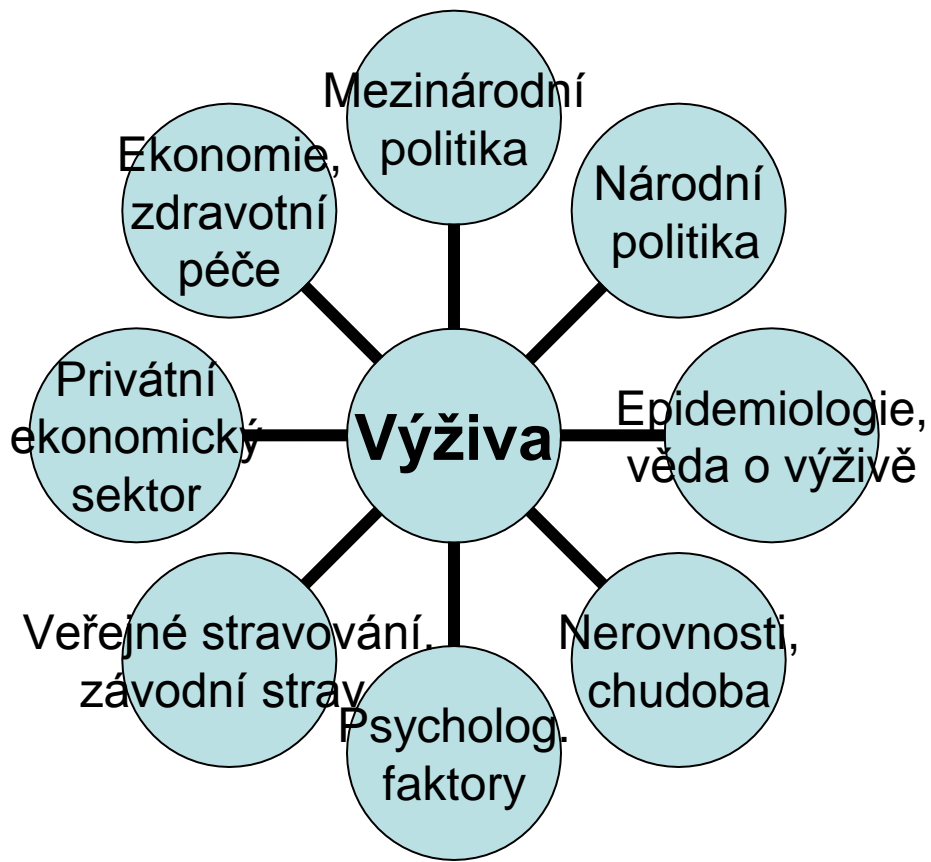 Mezinárodní
politika
Národní
politika
Epidemiologie,
věda o výživě
Nerovnosti,
chudoba
Psycholog.
faktory
Veřejné stravování,
závodní strav
Privátní
ekonomický
sektor
Ekonomie,
zdravotní
péče
Výživa